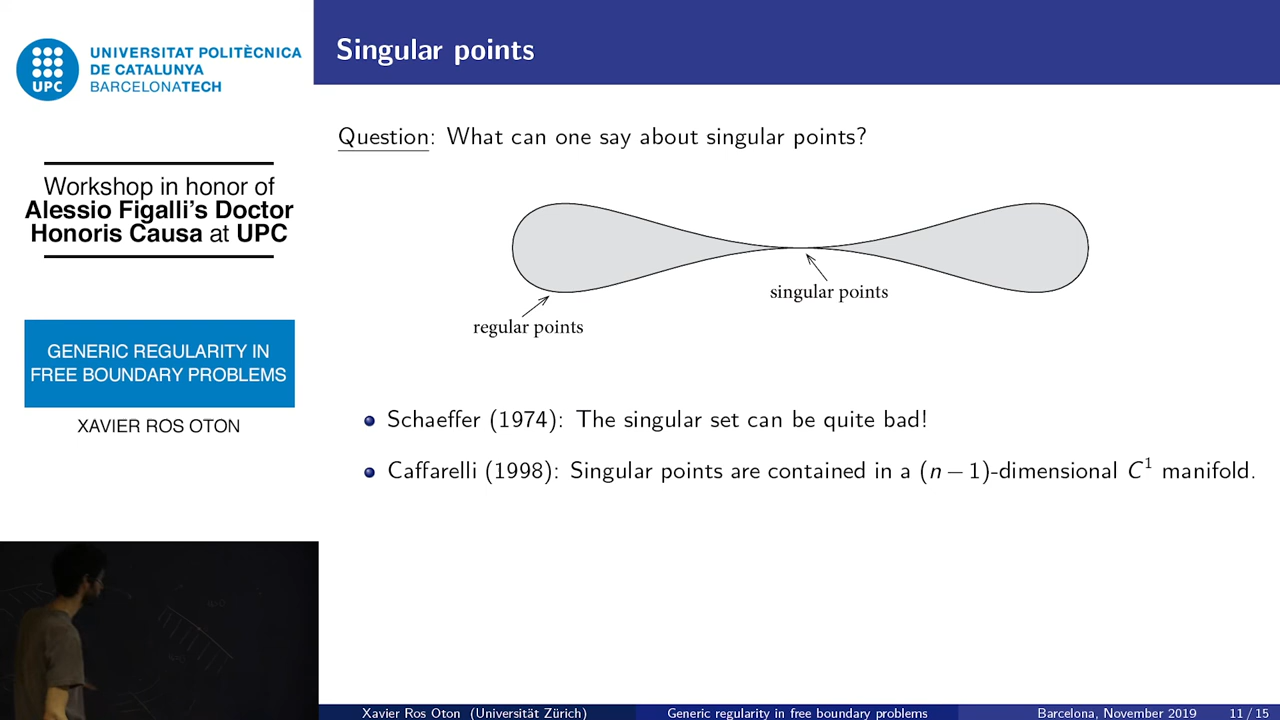 UPC
UNIVERSITAT POLITÈCNICA
DE CATALUNYA
BARCELONATECH
Workshop in honor of
Alessio Figalli's Doctor
Honoris Causa at UPC
GENERIC REGULARITY IN
FREE BOUNDARY PROBLEMS
XAVIER ROS OTON
Singular points
Question: What can one say about singular points?
singular points
regular points
Schaeffer (1974): The singular set can be quite bad!
Caffarelli (1998): Singular points are contained in a (n − 1)-dimensional C¹ manifold.
Xavier Ros Oton (Universität Zürich) Generic regularity in free boundary problems Barcelona, November 2019 11 / 15